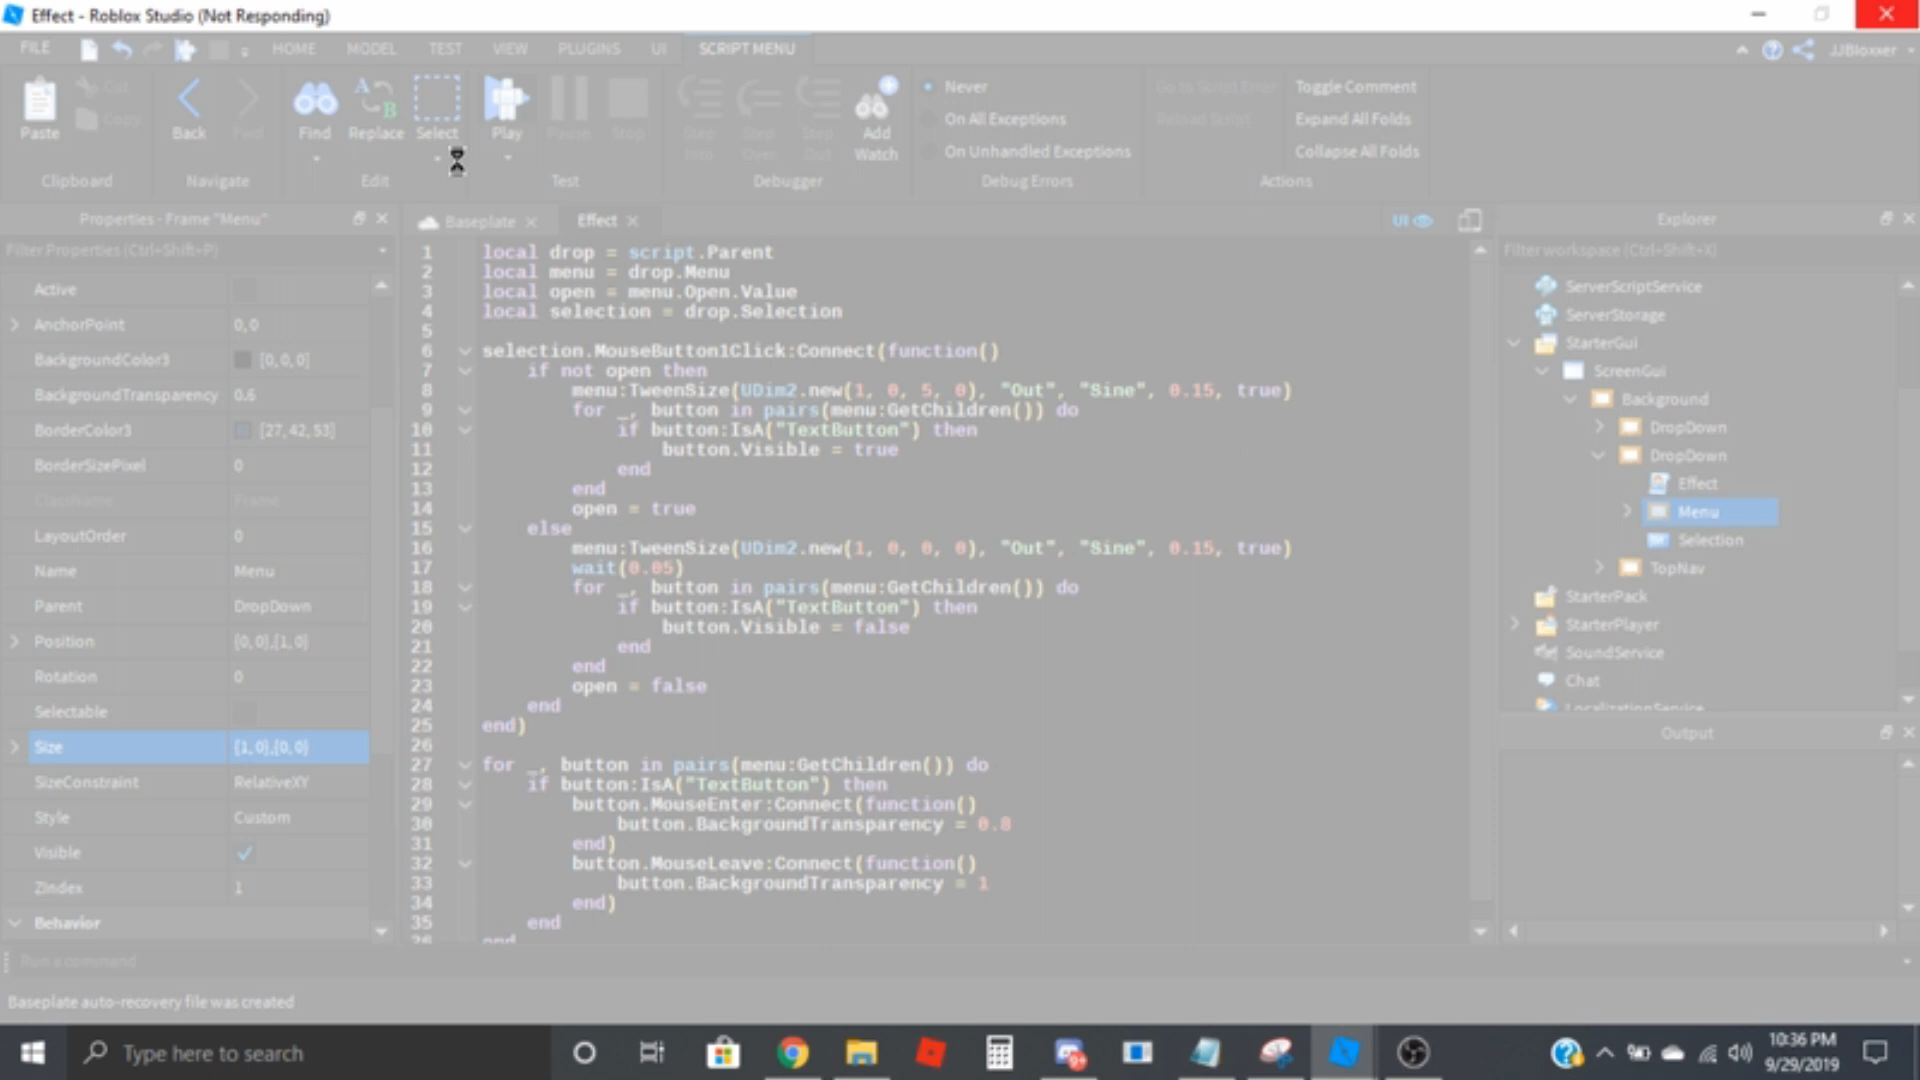 Effect - Roblox Studio (Not Responding)
FILE HOME MODEL TEST VIEW PLUGINS UI SCRIPT MENU JJBloxxer
Paste Cut Copy Back Fwd Find Replace Select Play Pause Stop Step Into Step Over Step Out Add Watch
Never
On All Exceptions
On Unhandled Exceptions
Go to Script Error
Reload Script
Toggle Comment
Expand All Folds
Collapse All Folds
Clipboard Navigate Edit Test Debugger Debug Errors Actions
Properties - Frame "Menu"
Filter Properties (Ctrl+Shift+P)
Active
AnchorPoint 0, 0
BackgroundColor3 [0, 0, 0]
BackgroundTransparency 0.6
BorderColor3 [27, 42, 53]
BorderSizePixel 0
ClassName Frame
LayoutOrder 0
Name Menu
Parent DropDown
Position {0, 0},{1, 0}
Rotation 0
Selectable
Size {1, 0},{0, 0}
SizeConstraint RelativeXY
Style Custom
Visible
ZIndex 1
Behavior
Baseplate Effect UI
1 local drop = script.Parent
2 local menu = drop.Menu
3 local open = menu.Open.Value
4 local selection = drop.Selection
5
6 selection.MouseButton1Click:Connect(function()
7 if not open then
8 menu:TweenSize(UDim2.new(1, 0, 5, 0), "Out", "Sine", 0.15, true)
9 for _, button in pairs(menu:GetChildren()) do
10 if button:IsA("TextButton") then
11 button.Visible = true
12 end
13 end
14 open = true
15 else
16 menu:TweenSize(UDim2.new(1, 0, 0, 0), "Out", "Sine", 0.15, true)
17 wait(0.05)
18 for _, button in pairs(menu:GetChildren()) do
19 if button:IsA("TextButton") then
20 button.Visible = false
21 end
22 end
23 open = false
24 end
25 end)
26
27 for _, button in pairs(menu:GetChildren()) do
28 if button:IsA("TextButton") then
29 button.MouseEnter:Connect(function()
30 button.BackgroundTransparency = 0.8
31 end)
32 button.MouseLeave:Connect(function()
33 button.BackgroundTransparency = 1
34 end)
35 end
36 end
Explorer
Filter workspace (Ctrl+Shift+X)
ServerScriptService
ServerStorage
StarterGui
ScreenGui
Background
DropDown
DropDown
Effect
Menu
Selection
TopNav
StarterPack
StarterPlayer
SoundService
Chat
LocalizationService
Output
Run a command
Baseplate auto-recovery file was created
Type here to search
9+
10:36 PM
9/29/2019